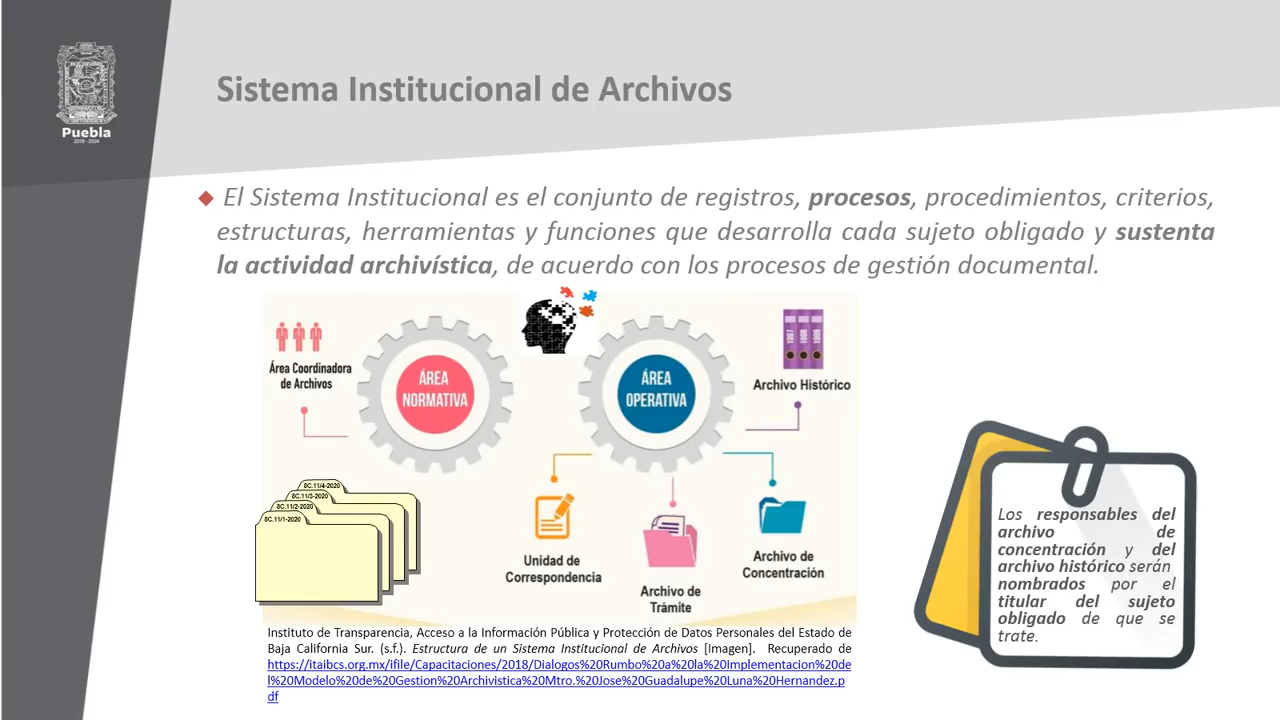 Puebla
2019 - 2024
Sistema Institucional de Archivos
El Sistema Institucional es el conjunto de registros, procesos, procedimientos, criterios,
estructuras, herramientas y funciones que desarrolla cada sujeto obligado y sustenta
la actividad archivística, de acuerdo con los procesos de gestión documental.
Área Coordinadora
de Archivos
ÁREA
NORMATIVA
ÁREA
OPERATIVA
1997
1998
1999
Archivo Histórico
8C.11/4-2020
8C.11/3-2020
8C.11/2-2020
8C.11/1-2020
Unidad de
Correspondencia
Archivo de
Trámite
Archivo de
Concentración
Los responsables del
archivo de
concentración y del
archivo histórico serán
nombrados por el
titular del sujeto
obligado de que se
trate.
Instituto de Transparencia, Acceso a la Información Pública y Protección de Datos Personales del Estado de
Baja California Sur. (s.f.). Estructura de un Sistema Institucional de Archivos [Imagen]. Recuperado de
https://itaibcs.org.mx/ifile/Capacitaciones/2018/Dialogos%20Rumbo%20a%20la%20Implementacion%20de
l%20Modelo%20de%20Gestion%20Archivistica%20Mtro.%20Jose%20Guadalupe%20Luna%20Hernandez.p
df